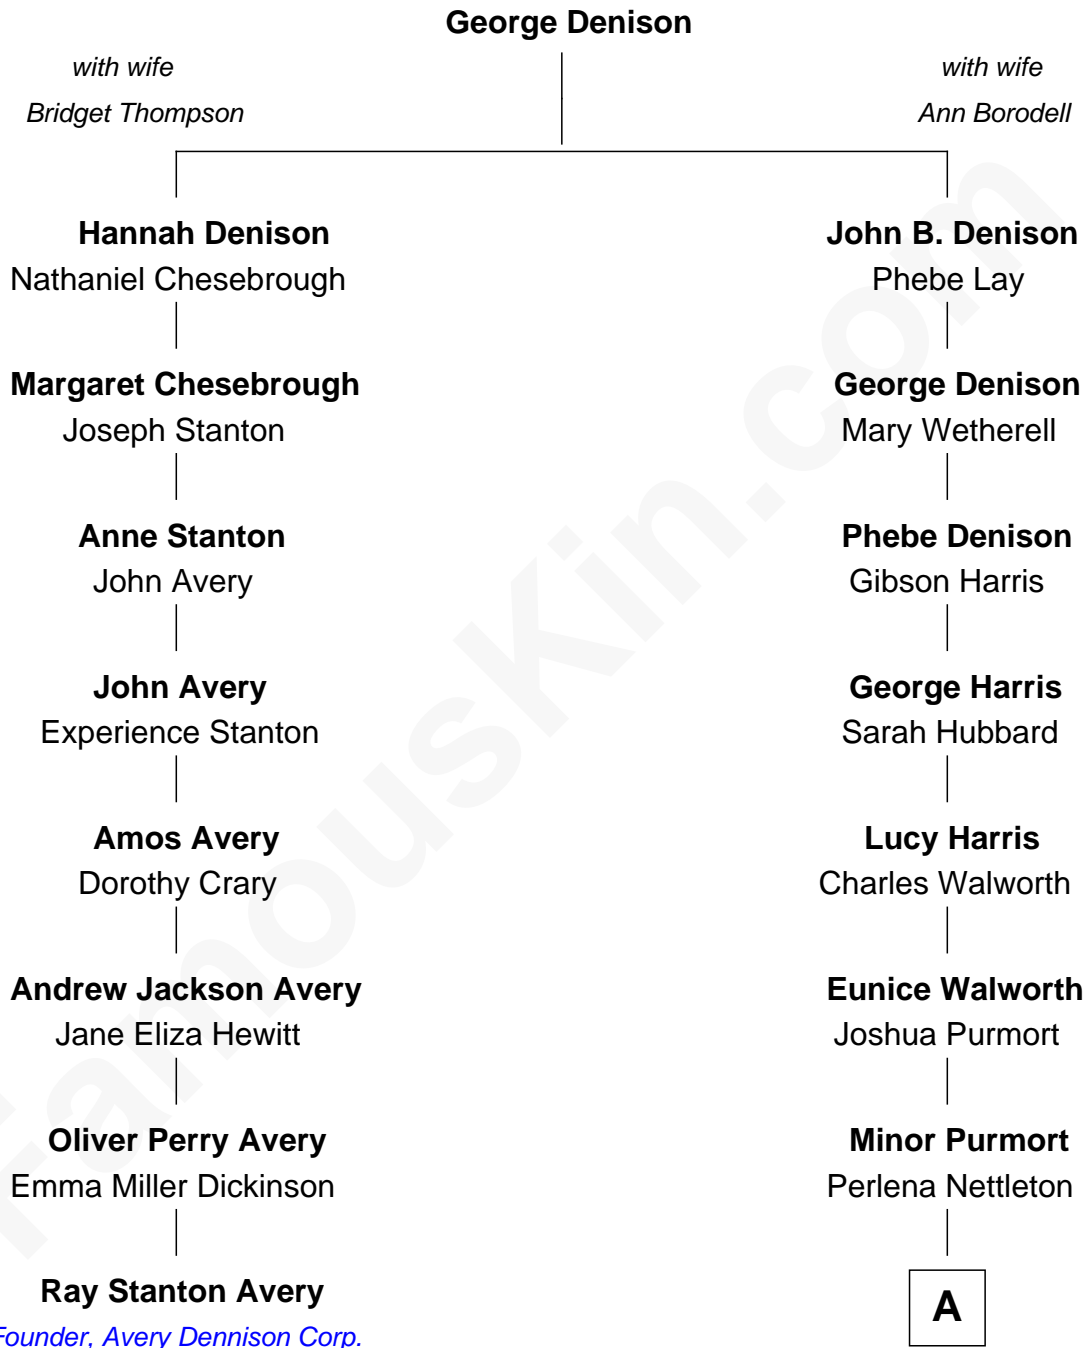 George Denison
with wife
Bridget Thompson
with wife
Ann Borodell
Hannah Denison
Nathaniel Chesebrough
John B. Denison
Phebe Lay
Margaret Chesebrough
Joseph Stanton
George Denison
Mary Wetherell
Anne Stanton
John Avery
Phebe Denison
Gibson Harris
John Avery
Experience Stanton
George Harris
Sarah Hubbard
Amos Avery
Dorothy Crary
Lucy Harris
Charles Walworth
Andrew Jackson Avery
Jane Eliza Hewitt
Eunice Walworth
Joshua Purmort
Oliver Perry Avery
Emma Miller Dickinson
Minor Purmort
Perlena Nettleton
Ray Stanton Avery
Founder, Avery Dennison Corp.
A
FamousKin.com